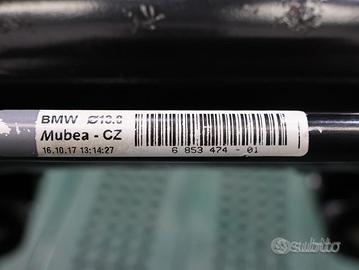 BMW Ø13.6
Mubea - CZ
16.10.17 13:14:27
6 853 474 - 01
subito